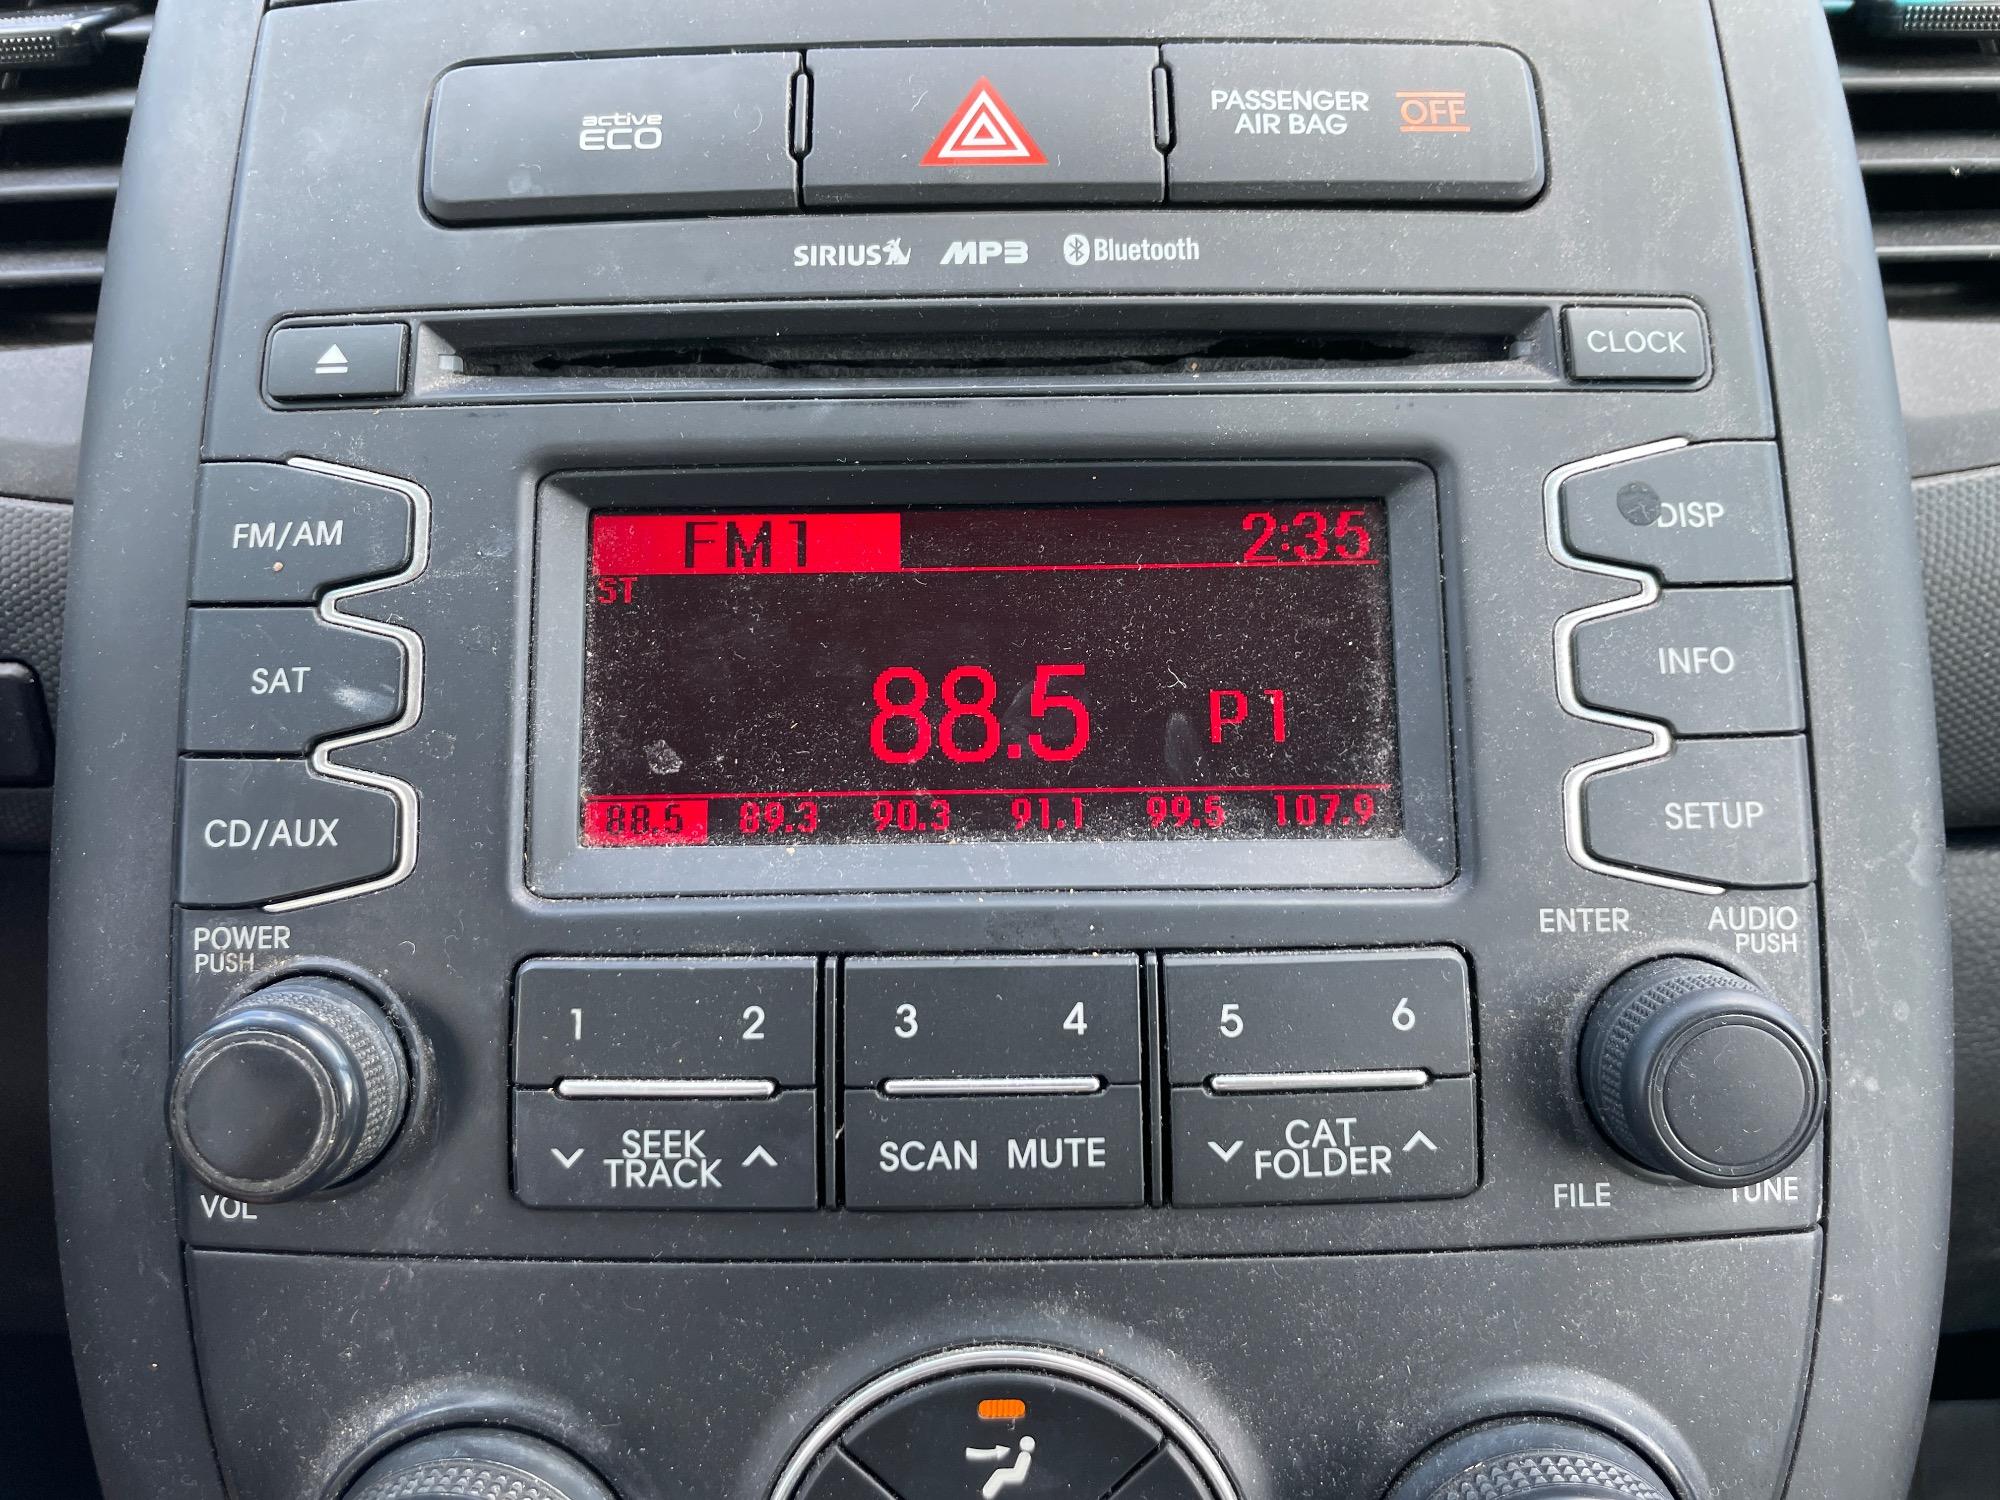 active
ECO
PASSENGER
AIR BAG
OFF
SIRIUS MP3 Bluetooth
CLOCK
FM/AM
SAT
CD/AUX
FM1
2:35
ST
88.5 P1
88.5 89.3 90.3 91.1 99.5 107.9
DISP
INFO
SETUP
POWER
PUSH
VOL
1 2 3 4 5 6
SEEK
TRACK
SCAN MUTE
CAT
FOLDER
ENTER
AUDIO
PUSH
FILE
TUNE